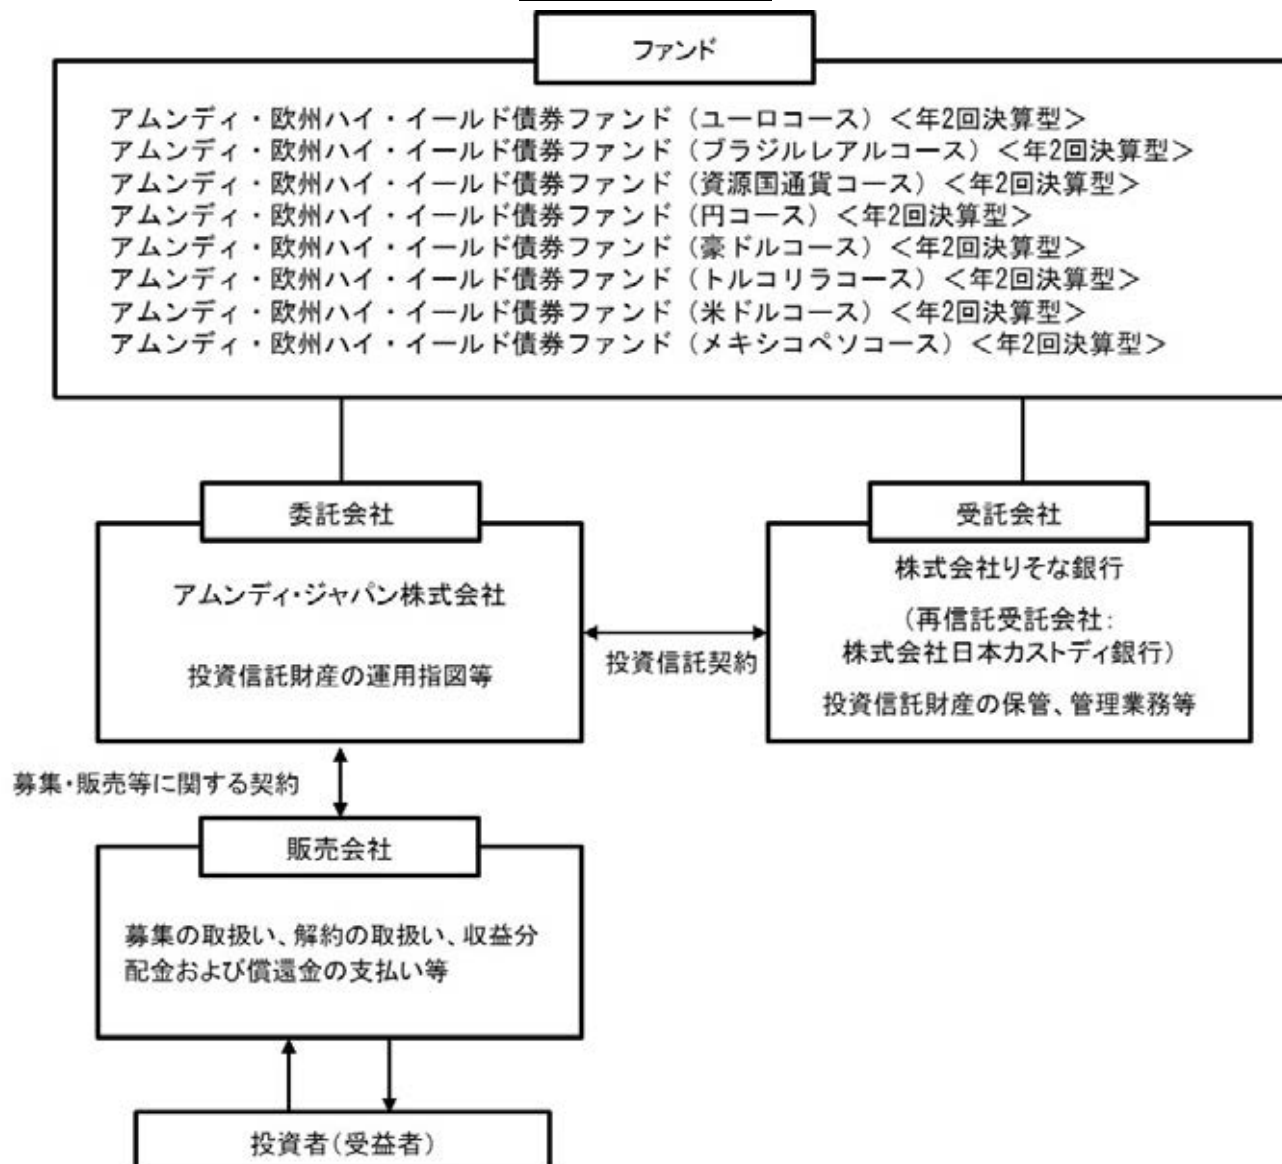 ファンド
アムンディ・欧州ハイ・イールド債券ファンド（ユーロコース）＜年2回決算型＞
アムンディ・欧州ハイ・イールド債券ファンド（ブラジルレアルコース）＜年2回決算型＞
アムンディ・欧州ハイ・イールド債券ファンド（資源国通貨コース）＜年2回決算型＞
アムンディ・欧州ハイ・イールド債券ファンド（円コース）＜年2回決算型＞
アムンディ・欧州ハイ・イールド債券ファンド（豪ドルコース）＜年2回決算型＞
アムンディ・欧州ハイ・イールド債券ファンド（トルコリラコース）＜年2回決算型＞
アムンディ・欧州ハイ・イールド債券ファンド（米ドルコース）＜年2回決算型＞
アムンディ・欧州ハイ・イールド債券ファンド（メキシコペソコース）＜年2回決算型＞
委託会社
アムンディ・ジャパン株式会社
投資信託財産の運用指図等
投資信託契約
受託会社
株式会社りそな銀行
（再信託受託会社：
株式会社日本カストディ銀行）
投資信託財産の保管、管理業務等
募集・販売等に関する契約
販売会社
募集の取扱い、解約の取扱い、収益分
配金および償還金の支払い等
投資者（受益者）